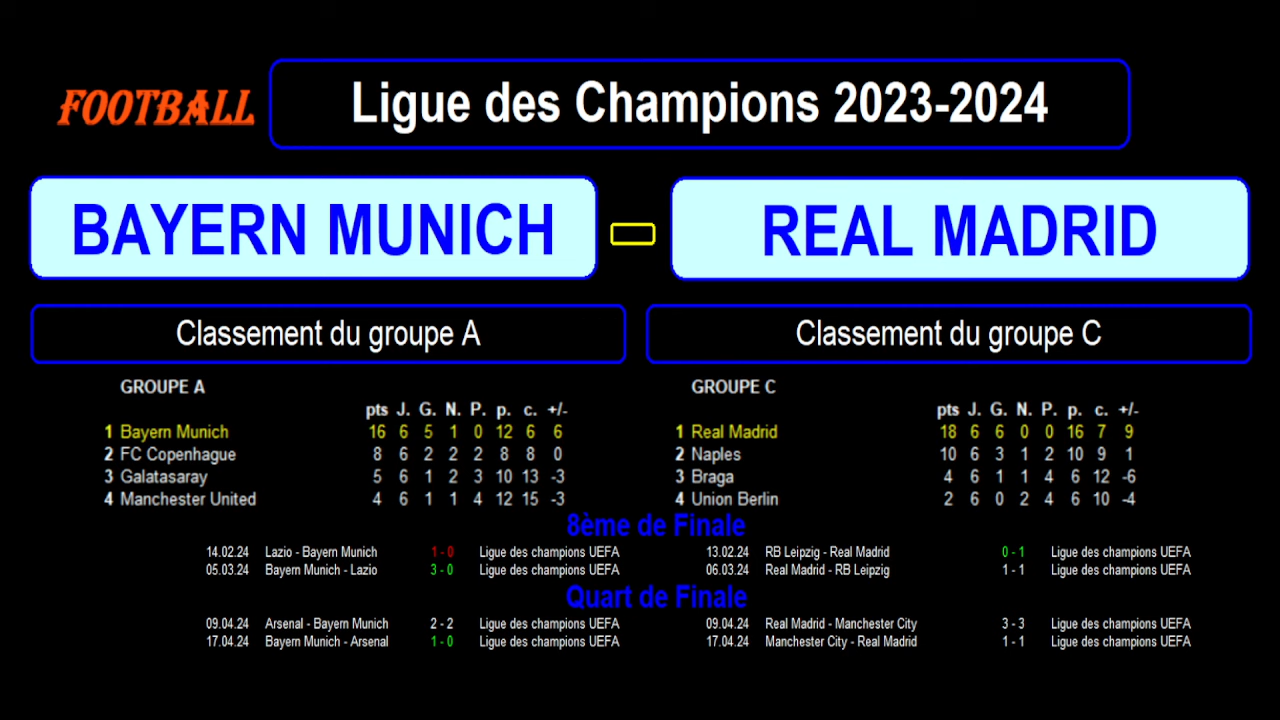 FOOTBALL
Ligue des Champions 2023-2024
BAYERN MUNICH - REAL MADRID
Classement du groupe A
GROUPE A
pts J. G. N. P. p. c. +/-
1 Bayern Munich 16 6 5 1 0 12 6 6
2 FC Copenhague 8 6 2 2 2 8 8 0
3 Galatasaray 5 6 1 2 3 10 13 -3
4 Manchester United 4 6 1 1 4 12 15 -3
Classement du groupe C
GROUPE C
pts J. G. N. P. p. c. +/-
1 Real Madrid 18 6 6 0 0 16 7 9
2 Naples 10 6 3 1 2 10 9 1
3 Braga 4 6 1 1 4 6 12 -6
4 Union Berlin 2 6 0 2 4 6 10 -4
8ème de Finale
14.02.24 Lazio - Bayern Munich 1 - 0 Ligue des champions UEFA
05.03.24 Bayern Munich - Lazio 3 - 0 Ligue des champions UEFA
13.02.24 RB Leipzig - Real Madrid 0 - 1 Ligue des champions UEFA
06.03.24 Real Madrid - RB Leipzig 1 - 1 Ligue des champions UEFA
Quart de Finale
09.04.24 Arsenal - Bayern Munich 2 - 2 Ligue des champions UEFA
17.04.24 Bayern Munich - Arsenal 1 - 0 Ligue des champions UEFA
09.04.24 Real Madrid - Manchester City 3 - 3 Ligue des champions UEFA
17.04.24 Manchester City - Real Madrid 1 - 1 Ligue des champions UEFA